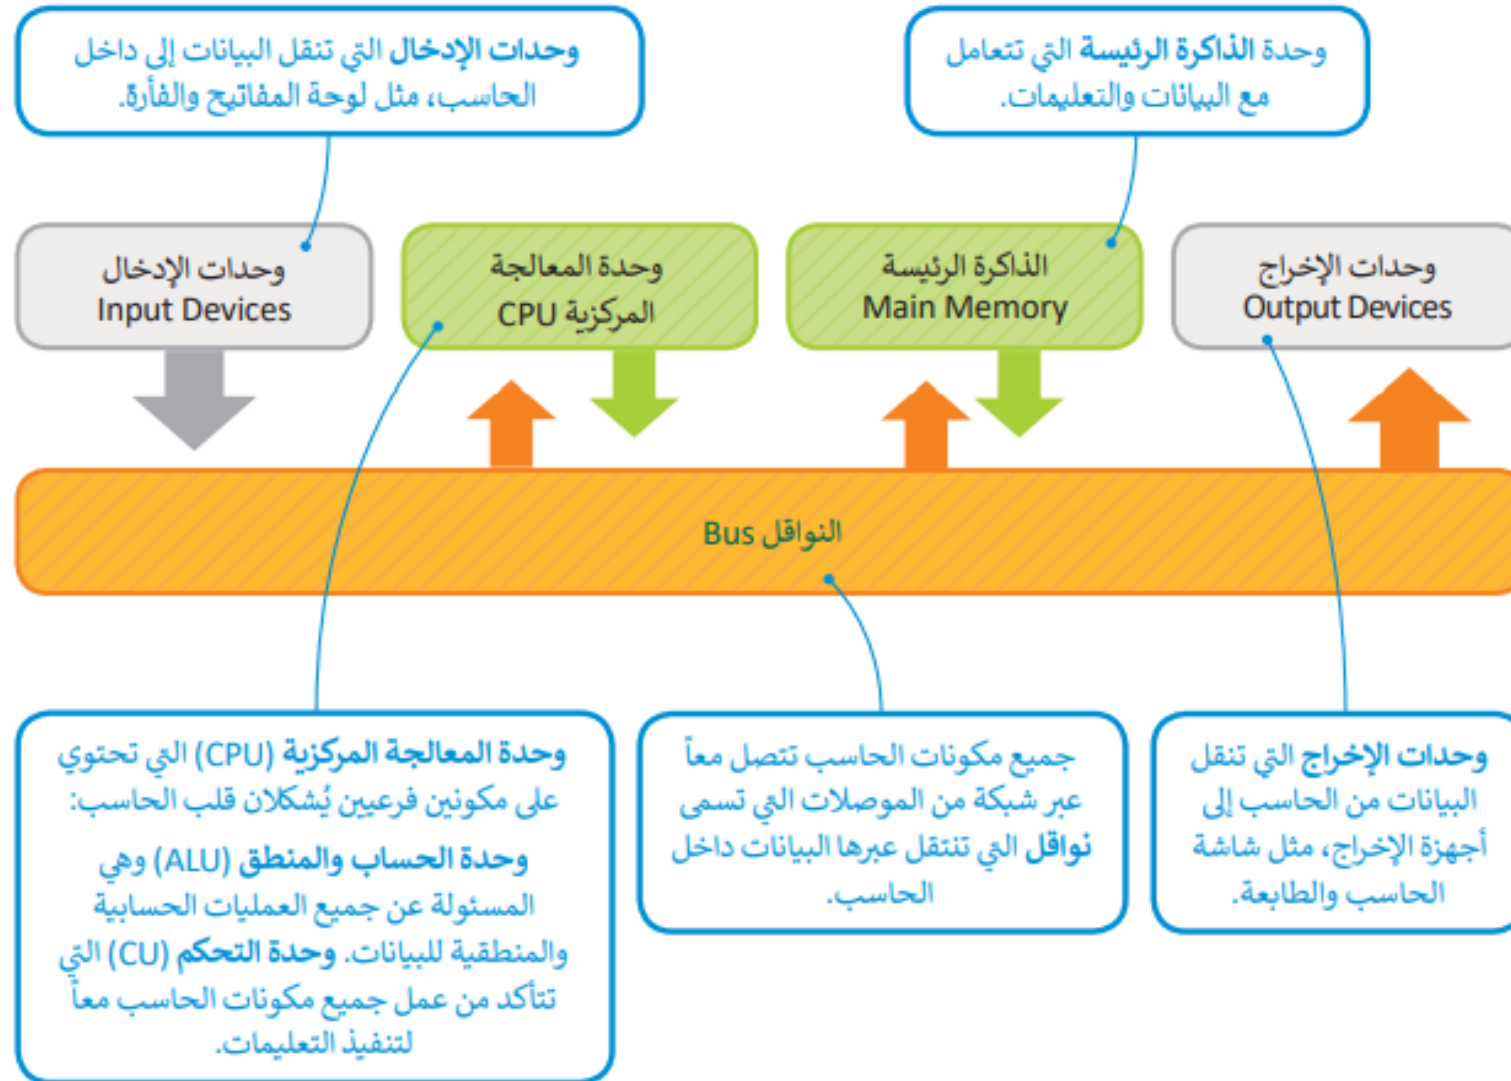 وحدة الذاكرة الرئيسة التي تتعامل
مع البيانات والتعليمات.
وحدات الإدخال التي تنقل البيانات إلى داخل
الحاسب، مثل لوحة المفاتيح والفأرة.
وحدات الإدخال
Input Devices
وحدة المعالجة
المركزية CPU
الذاكرة الرئيسة
Main Memory
وحدات الإخراج
Output Devices
النواقل Bus
وحدات الإخراج التي تنقل
البيانات من الحاسب إلى
أجهزة الإخراج، مثل شاشة
الحاسب والطابعة.
جميع مكونات الحاسب تتصل معاً
عبر شبكة من الموصلات التي تسمى
نواقل التي تنتقل عبرها البيانات داخل
الحاسب.
وحدة المعالجة المركزية (CPU) التي تحتوي
على مكونين فرعيين يُشكلان قلب الحاسب:
وحدة الحساب والمنطق (ALU) وهي
المسئولة عن جميع العمليات الحسابية
والمنطقية للبيانات. وحدة التحكم (CU) التي
تتأكد من عمل جميع مكونات الحاسب معاً
لتنفيذ التعليمات.